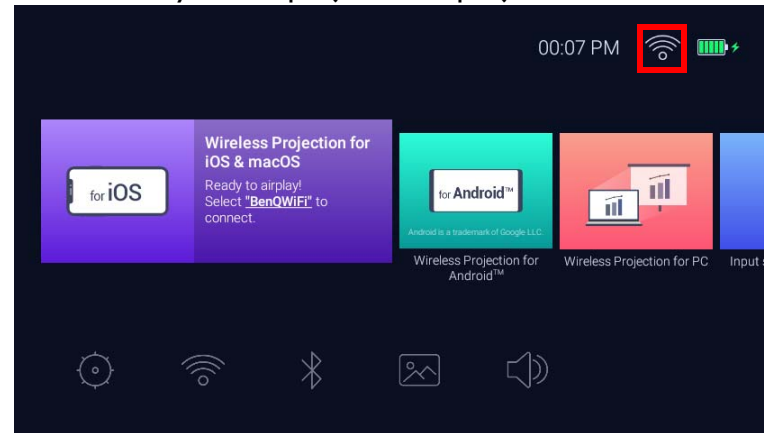 00:07 PM
Wireless Projection for
iOS & macOS
Ready to airplay!
Select "BenQWiFi" to
connect.
for iOS
for Android™
Android is a trademark of Google LLC.
Wireless Projection for
Android™
Wireless Projection for PC
Input